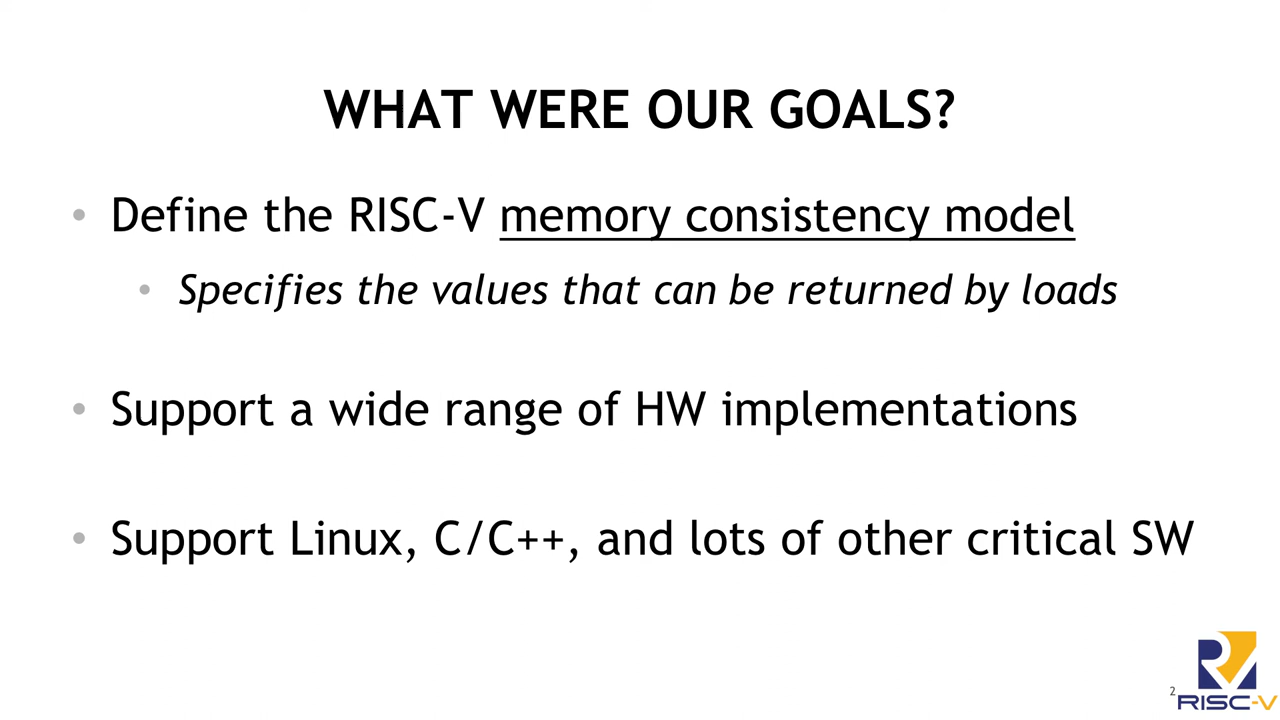 WHAT WERE OUR GOALS?
• Define the RISC-V memory consistency model
• Specifies the values that can be returned by loads
• Support a wide range of HW implementations
• Support Linux, C/C++, and lots of other critical SW
2
RISC-V